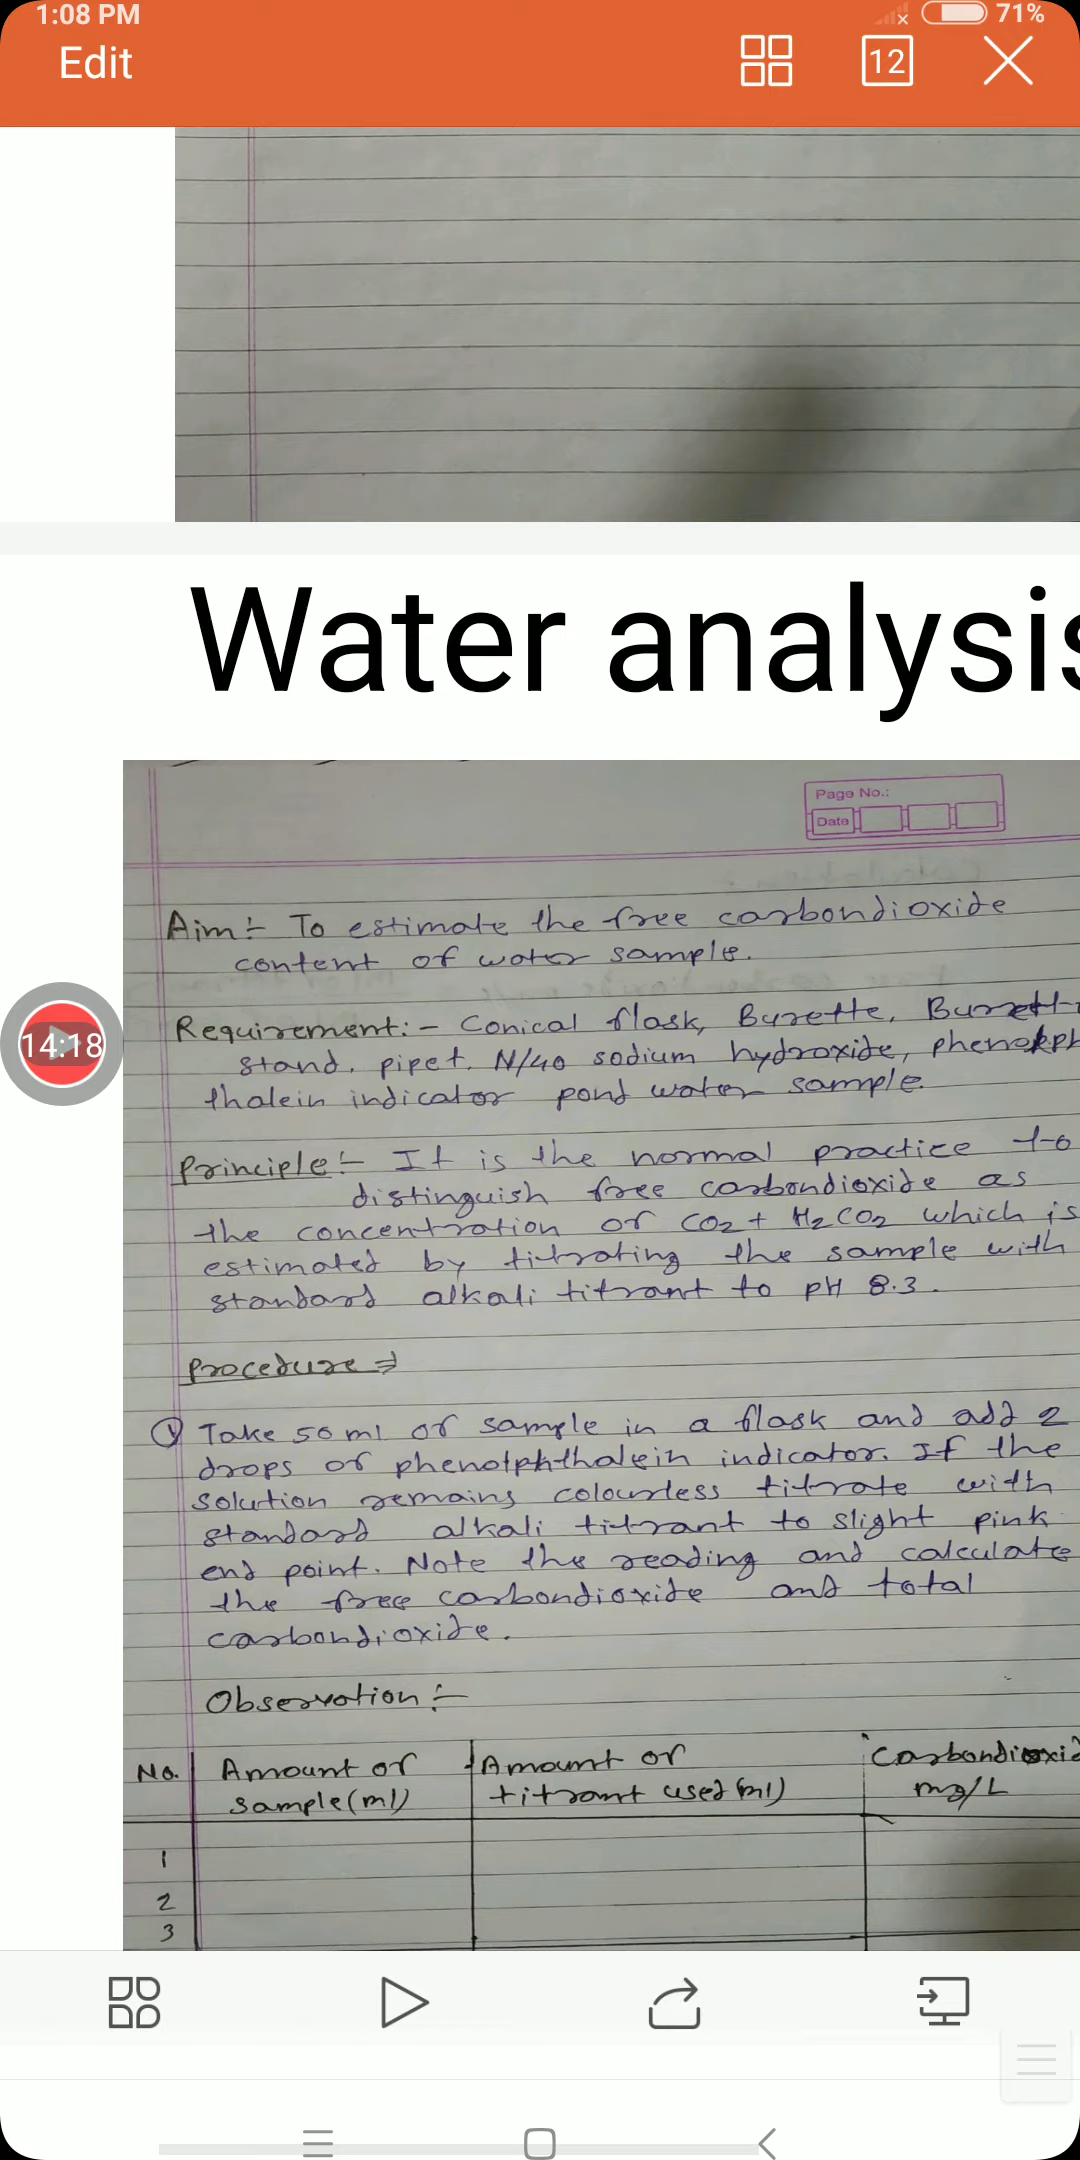 1:08 PM
71%
Edit
12
Water analysis
Page No.:
Date
Aim:- To estimate the free carbondioxide
content of water sample.
14:18
Requirement:- Conical flask, Burette, Burett
stand, pipet, N/40 sodium hydroxide, phenolph
thalein indicator pond water sample.
Principle:- It is the normal practice to
distinguish free carbondioxide as
the concentration of CO2 + H2CO2 which is
estimated by titrating the sample with
standard alkali titrant to pH 8.3.
Procedure ⇒
① Take 50 ml of sample in a flask and add 2
drops of phenolphthalein indicator. If the
solution remains colourless titrate with
standard alkali titrant to slight pink
end point. Note the reading and calculate
the free carbondioxide and total
carbondioxide.
Observation:-
No. Amount of Amount of Carbondioxid
sample (ml) titrant used (ml) mg/L
1
2
3